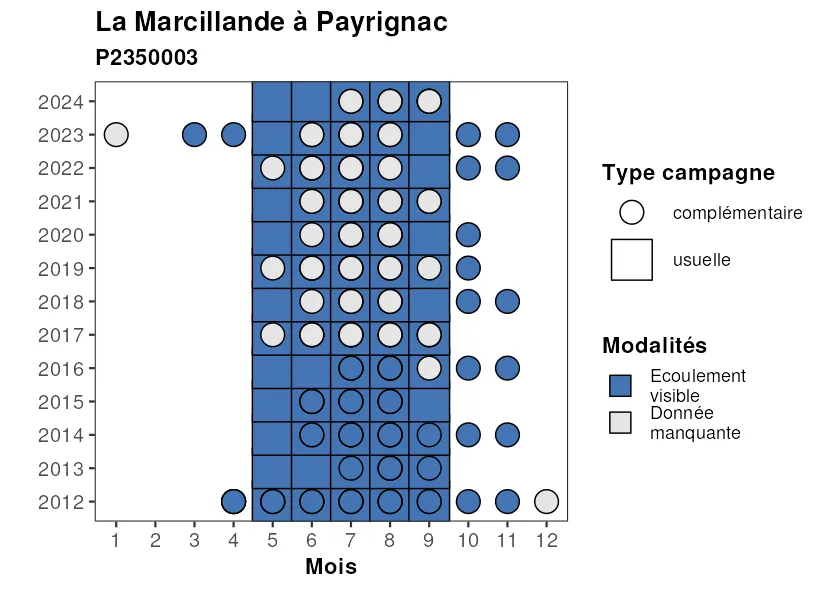 La Marcillande à Payrignac
P2350003
2024
2023
2022
2021
2020
2019
2018
2017
2016
2015
2014
2013
2012
1 2 3 4 5 6 7 8 9 10 11 12
Mois
Type campagne
complémentaire
usuelle
Modalités
Ecoulement
visible
Donnée
manquante